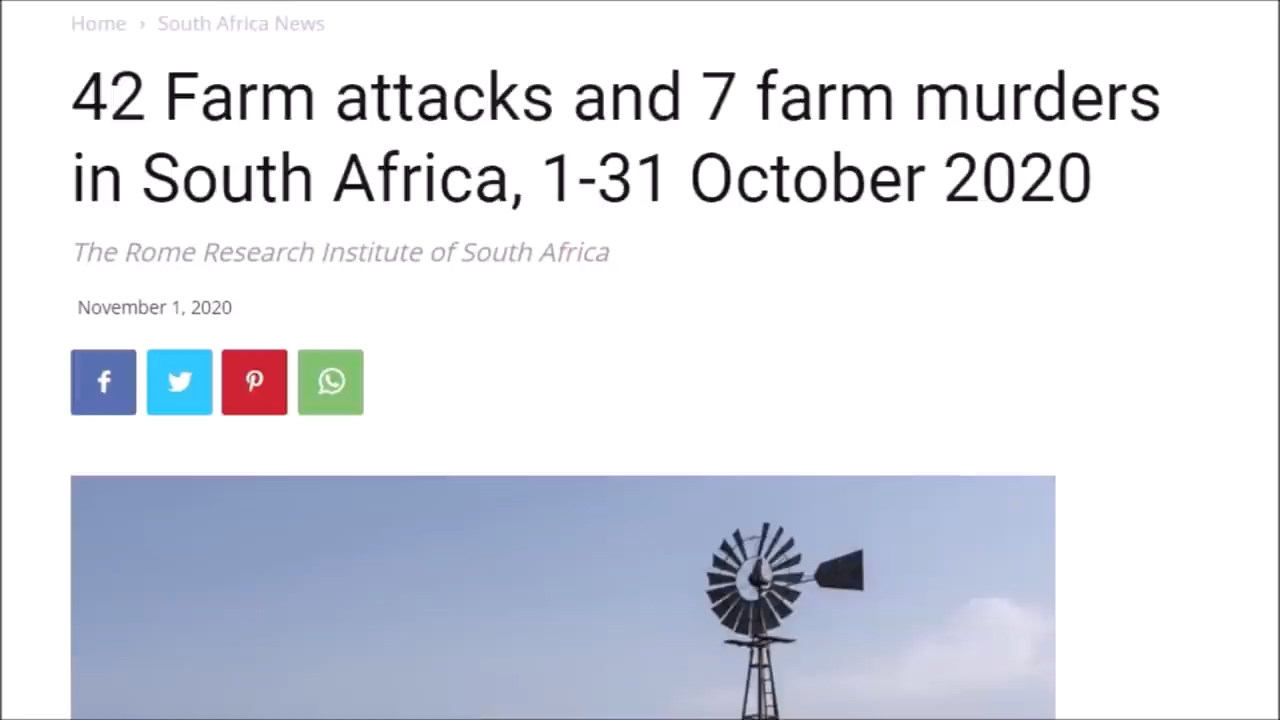 Home › South Africa News
42 Farm attacks and 7 farm murders
in South Africa, 1-31 October 2020
The Rome Research Institute of South Africa
November 1, 2020